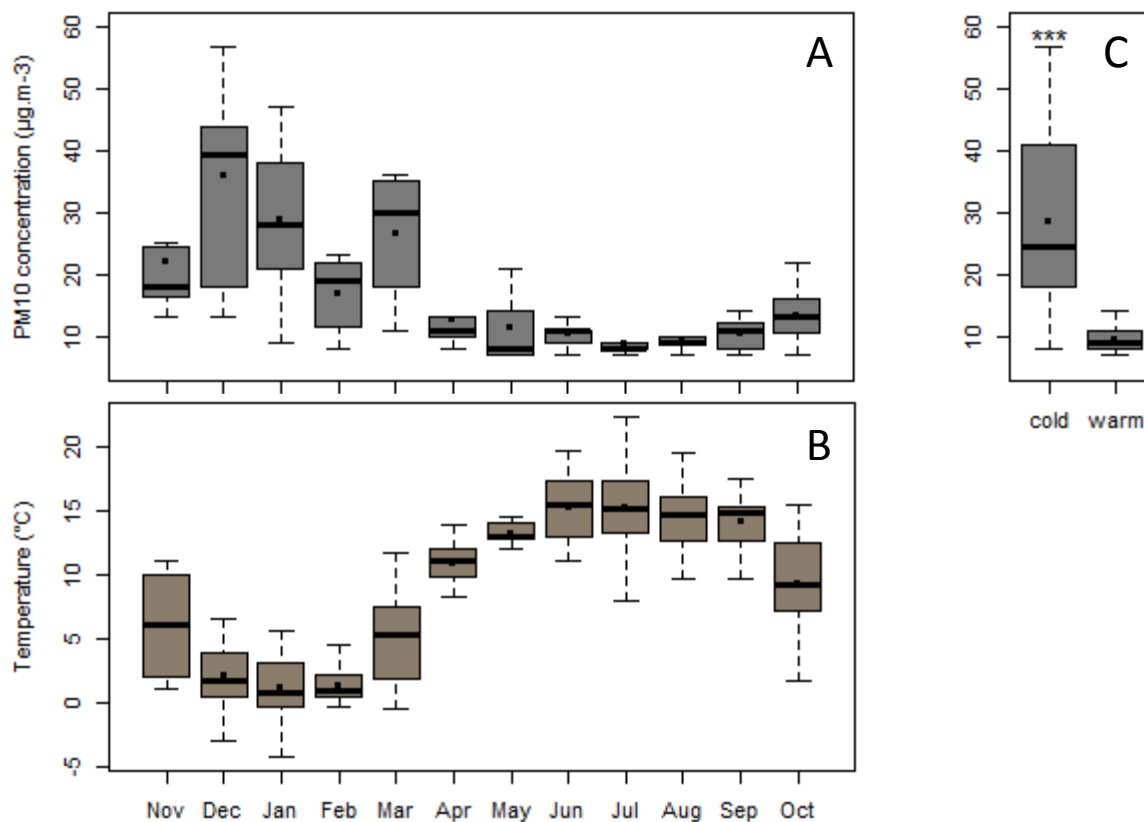 PM10 concentration (µg.m-3)
60
50
40
30
20
10
A
60
50
40
30
20
10
***
C
cold warm
Temperature (°C)
20
15
10
5
0
-5
B
Nov Dec Jan Feb Mar Apr May Jun Jul Aug Sep Oct